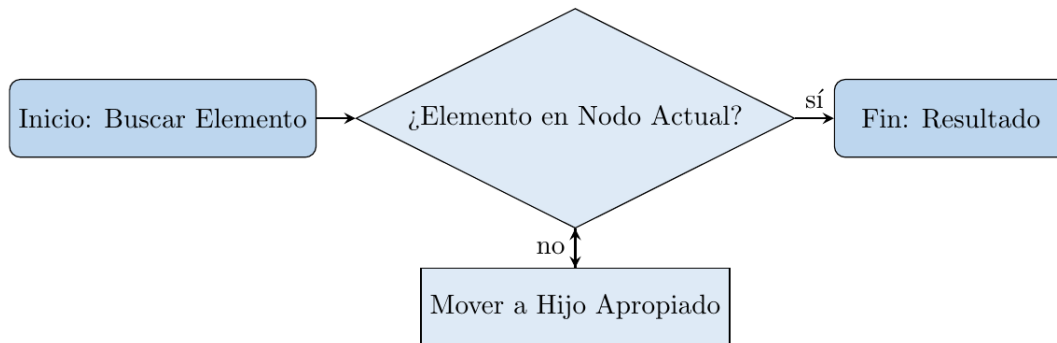 Inicio: Buscar Elemento
¿Elemento en Nodo Actual?
sí
Fin: Resultado
no
Mover a Hijo Apropiado